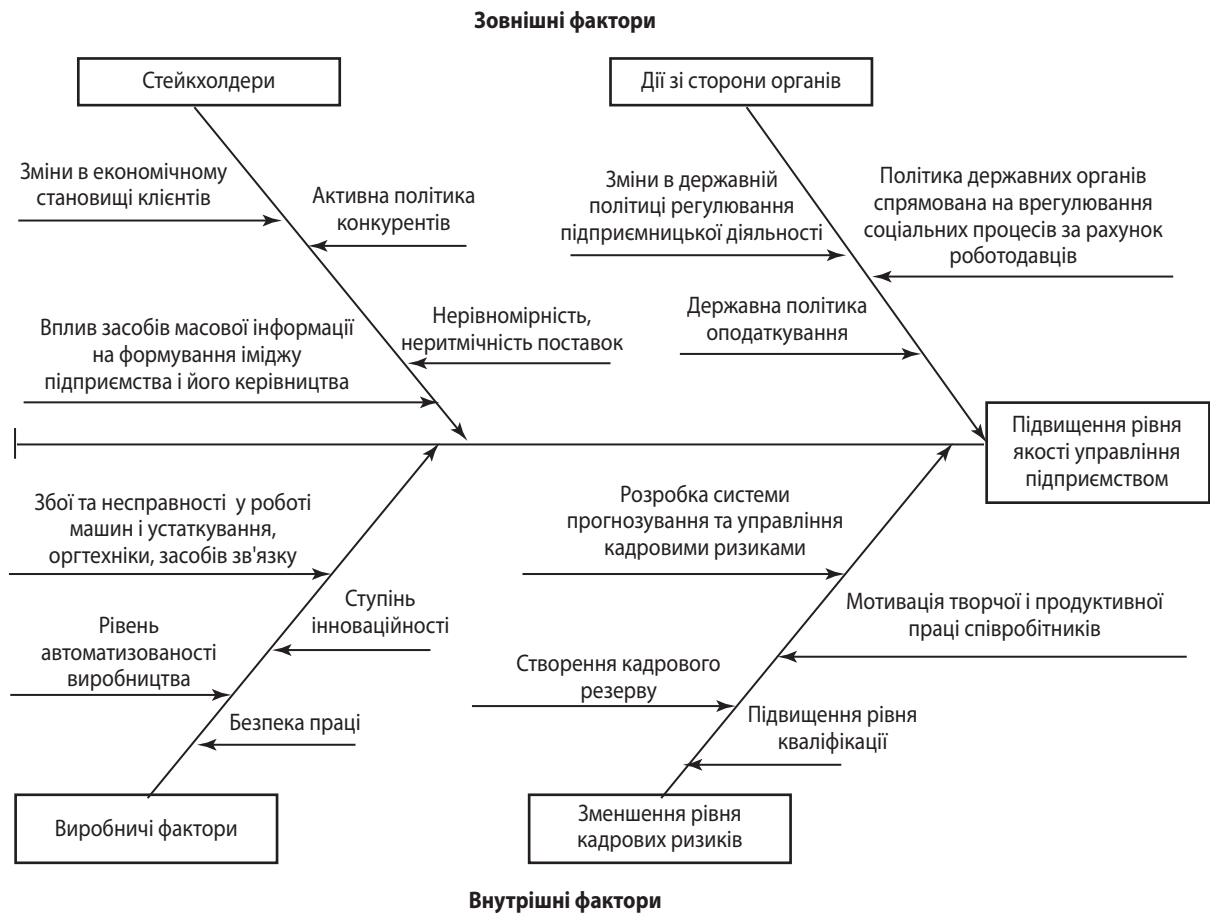 Зовнішні фактори
Стейкхолдери
Дії зі сторони органів
Зміни в економічному
становищі клієнтів
Активна політика
конкурентів
Вплив засобів масової інформації
на формування іміджу
підприємства і його керівництва
Нерівномірність,
неритмічність поставок
Зміни в державній
політиці регулювання
підприємницької діяльності
Політика державних органів
спрямована на врегулювання
соціальних процесів за рахунок
роботодавців
Державна політика
оподаткування
Підвищення рівня
якості управління
підприємством
Збої та несправності у роботі
машин і устаткування,
оргтехніки, засобів зв'язку
Ступінь
інноваційності
Рівень
автоматизованості
виробництва
Безпека праці
Розробка системи
прогнозування та управління
кадровими ризиками
Мотивація творчої і продуктивної
праці співробітників
Створення кадрового
резерву
Підвищення рівня
кваліфікації
Виробничі фактори
Зменшення рівня
кадрових ризиків
Внутрішні фактори